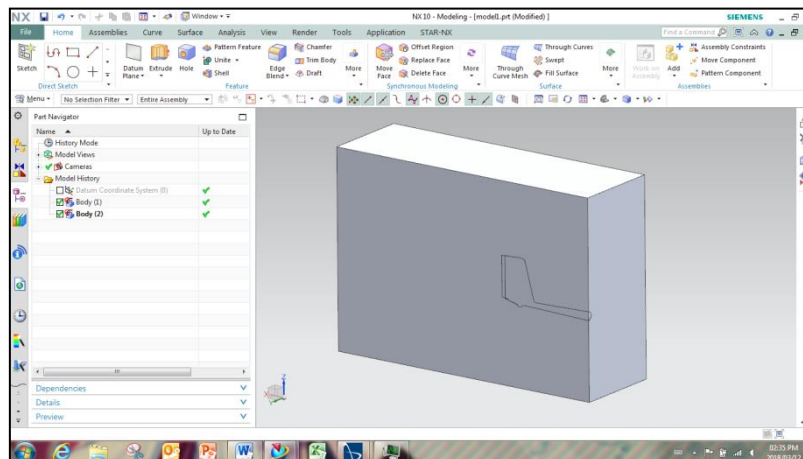 NX
Window
NX 10 - Modeling - [model1.prt (Modified) ]
SIEMENS
File Home Assemblies Curve Surface Analysis View Render Tools Application STAR-NX
Find a Command
Sketch
Direct Sketch
Datum Plane
Extrude
Hole
Pattern Feature
Unite
Shell
Edge Blend
Chamfer
Trim Body
Draft
More
Feature
Move Face
Offset Region
Replace Face
Delete Face
More
Synchronous Modeling
Through Curve Mesh
Through Curves
Swept
Fill Surface
More
Surface
Work on Assembly
Add
Assembly Constraints
Move Component
Pattern Component
Assemblies
Menu
No Selection Filter
Entire Assembly
Part Navigator
Name Up to Date
History Mode
Model Views
Cameras
Model History
Datum Coordinate System (0)
Body (1)
Body (2)
Dependencies
Details
Preview
Z
02:35 PM